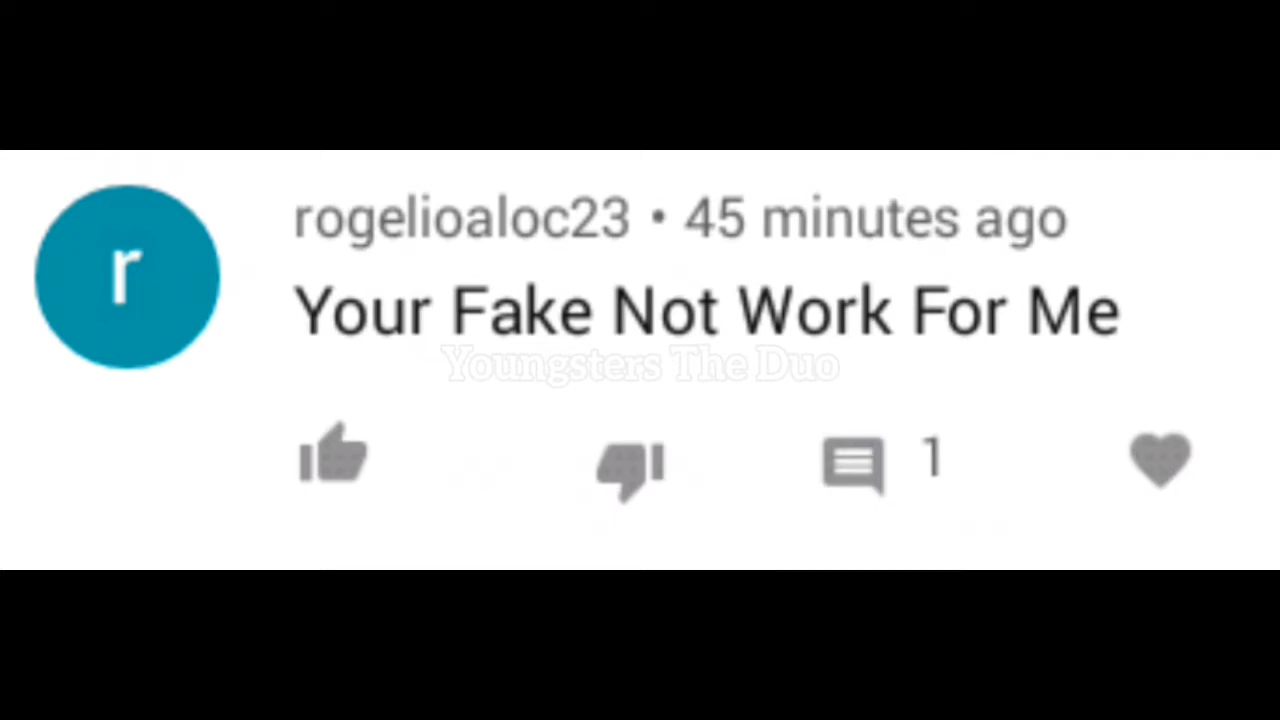 r
rogelioaloc23 • 45 minutes ago
Your Fake Not Work For Me
Youngsters The Duo
1